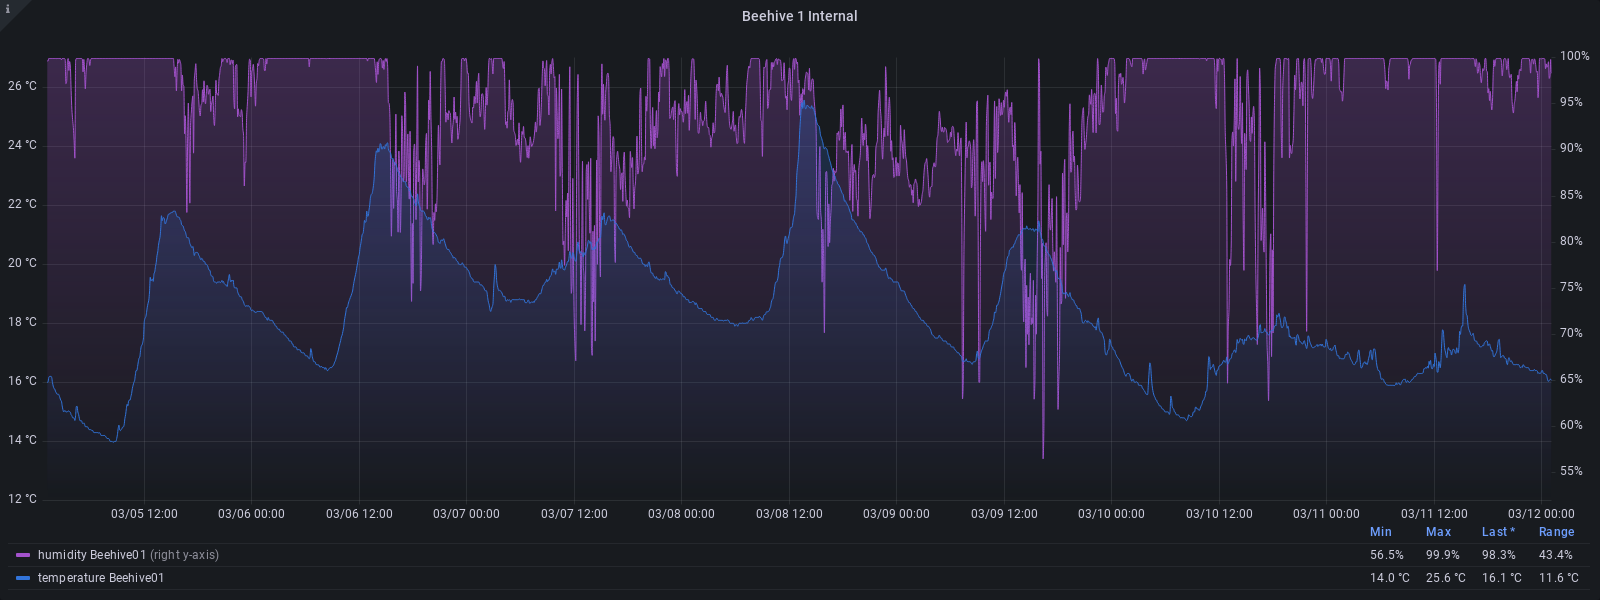 i
Beehive 1 Internal
100%
26 °C
95%
24 °C
90%
85%
22 °C
80%
20 °C
75%
18 °C
70%
16 °C
65%
14 °C
60%
55%
12 °C
03/05 12:00 03/06 00:00 03/06 12:00 03/07 00:00 03/07 12:00 03/08 00:00 03/08 12:00 03/09 00:00 03/09 12:00 03/10 00:00 03/10 12:00 03/11 00:00 03/11 12:00 03/12 00:00
Min Max Last * Range
humidity Beehive01 (right y-axis) 56.5% 99.9% 98.3% 43.4%
temperature Beehive01 14.0 °C 25.6 °C 16.1 °C 11.6 °C